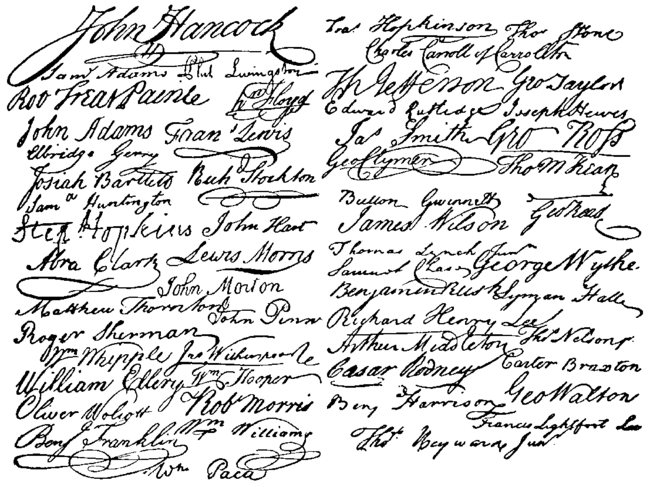 John Hancock
Saml Adams Phil Livingston
Rob Treat Paine Wm Floyd
John Adams Frans Lewis
Elbridge Gerry
Josiah Bartlett Rich Stockton
Saml Huntington
Step Hopkins John Hart
Abra Clark Lewis Morris
John Morton
Matthew Thornton
John Penn
Roger Sherman
Wm Whipple Jno Witherspoon
William Ellery Wm Hooper
Oliver Wolcott Robt Morris
Benj Franklin Wm Williams
Wm Paca
Fras Hopkinson Thos Stone
Charles Carroll of Carrollton
Th Jefferson Geo Taylor
Edward Rutledge Joseph Hewes
Jas Smith Geo Ross
Geo Clymer Tho M Kean
Button Gwinnett Geo Read
James Wilson
Thomas Lynch Junr
Samuel Chase George Wythe
Benjamin Rush Lyman Hall
Richard Henry Lee
Arthur Middleton Thos Nelson jr
Caesar Rodney Carter Braxton
Benj Harrison Geo Walton
Francis Lightfoot Lee
Thos Heyward Junr